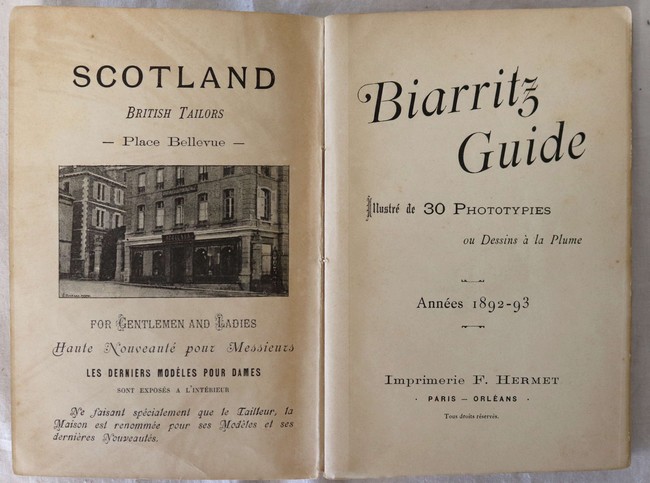 SCOTLAND
BRITISH TAILORS
— Place Bellevue —
SCOTLAND
FOR GENTLEMEN AND LADIES
Haute Nouveauté pour Messieurs
LES DERNIERS MODÈLES POUR DAMES
SONT EXPOSÉS A L'INTÉRIEUR
Ne faisant spécialement que le Tailleur, la
Maison est renommée pour ses Modèles et ses
dernières Nouveautés.
Biarritz
Guide
Illustré de 30 PHOTOTYPIES
ou Dessins à la Plume
Années 1892-93
Imprimerie F. HERMET
· PARIS — ORLÉANS ·
Tous droits réservés.